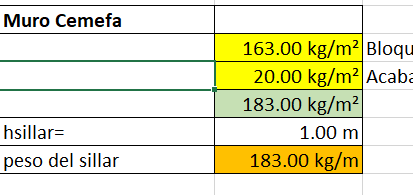 Muro Cemefa
163.00 kg/m² Bloqu
20.00 kg/m² Acaba
183.00 kg/m²
hsillar= 1.00 m
peso del sillar 183.00 kg/m